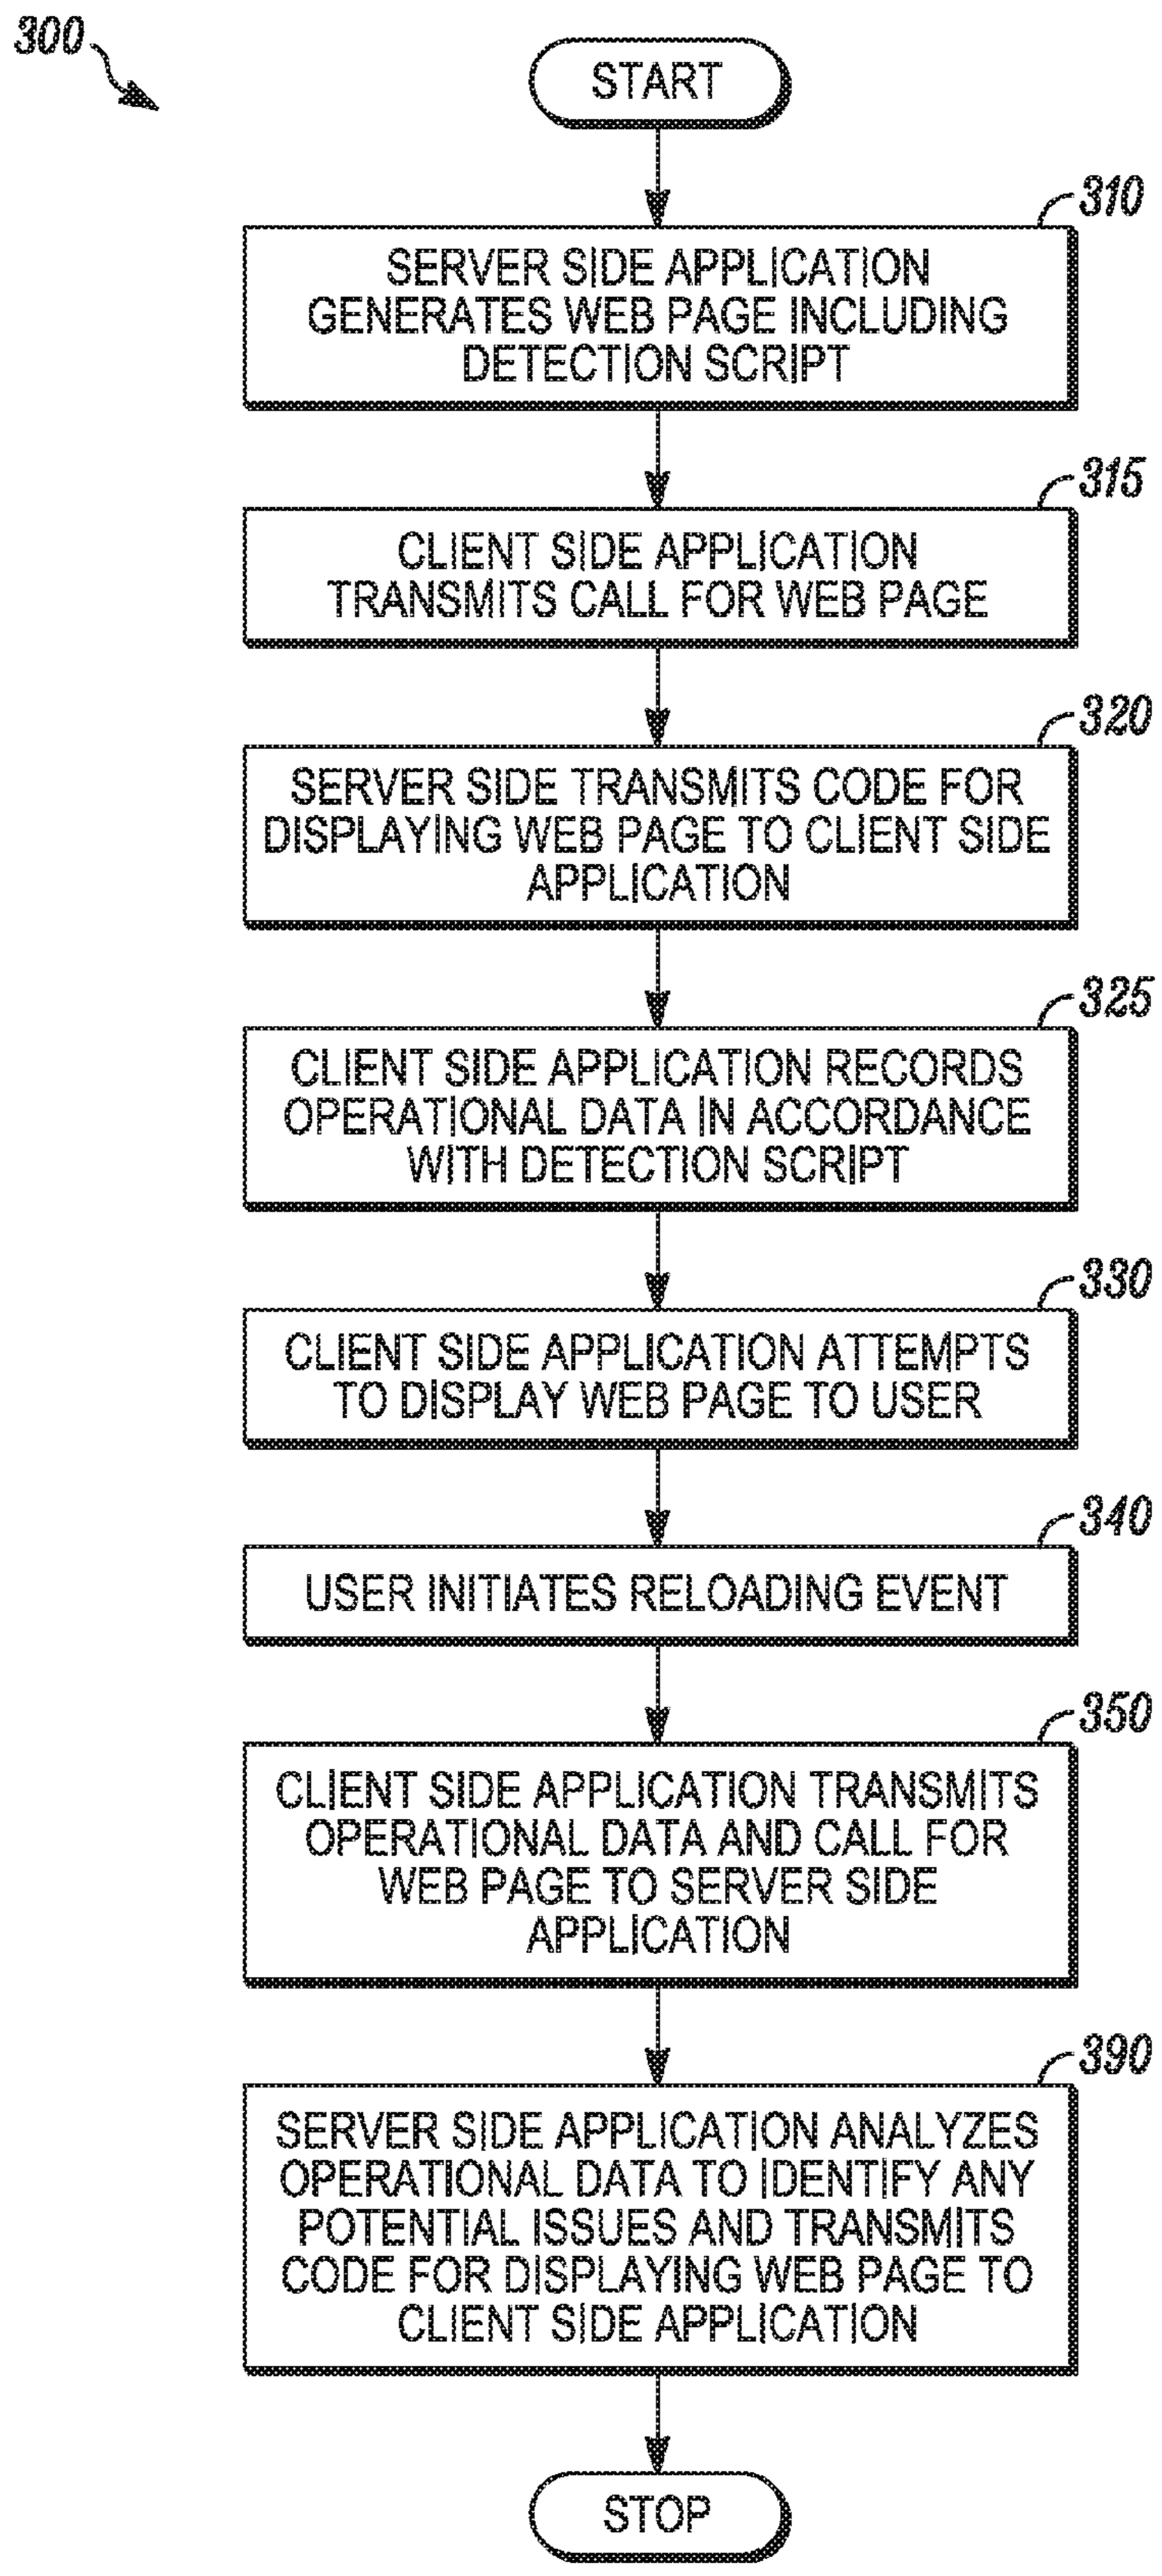 300
START
310
SERVER SIDE APPLICATION
GENERATES WEB PAGE INCLUDING
DETECTION SCRIPT
315
CLIENT SIDE APPLICATION
TRANSMITS CALL FOR WEB PAGE
320
SERVER SIDE TRANSMITS CODE FOR
DISPLAYING WEB PAGE TO CLIENT SIDE
APPLICATION
325
CLIENT SIDE APPLICATION RECORDS
OPERATIONAL DATA IN ACCORDANCE
WITH DETECTION SCRIPT
330
CLIENT SIDE APPLICATION ATTEMPTS
TO DISPLAY WEB PAGE TO USER
340
USER INITIATES RELOADING EVENT
350
CLIENT SIDE APPLICATION TRANSMITS
OPERATIONAL DATA AND CALL FOR
WEB PAGE TO SERVER SIDE
APPLICATION
390
SERVER SIDE APPLICATION ANALYZES
OPERATIONAL DATA TO IDENTIFY ANY
POTENTIAL ISSUES AND TRANSMITS
CODE FOR DISPLAYING WEB PAGE TO
CLIENT SIDE APPLICATION
STOP